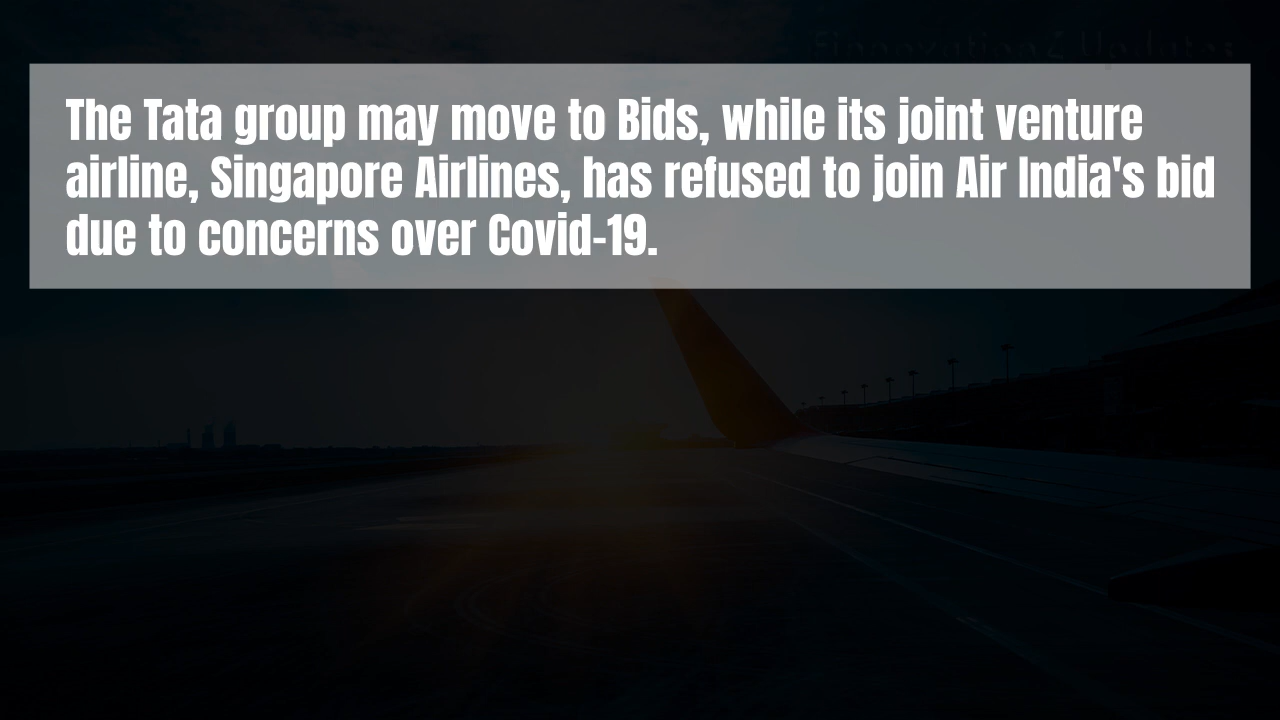 The Tata group may move to Bids, while its joint venture
airline, Singapore Airlines, has refused to join Air India's bid
due to concerns over Covid-19.